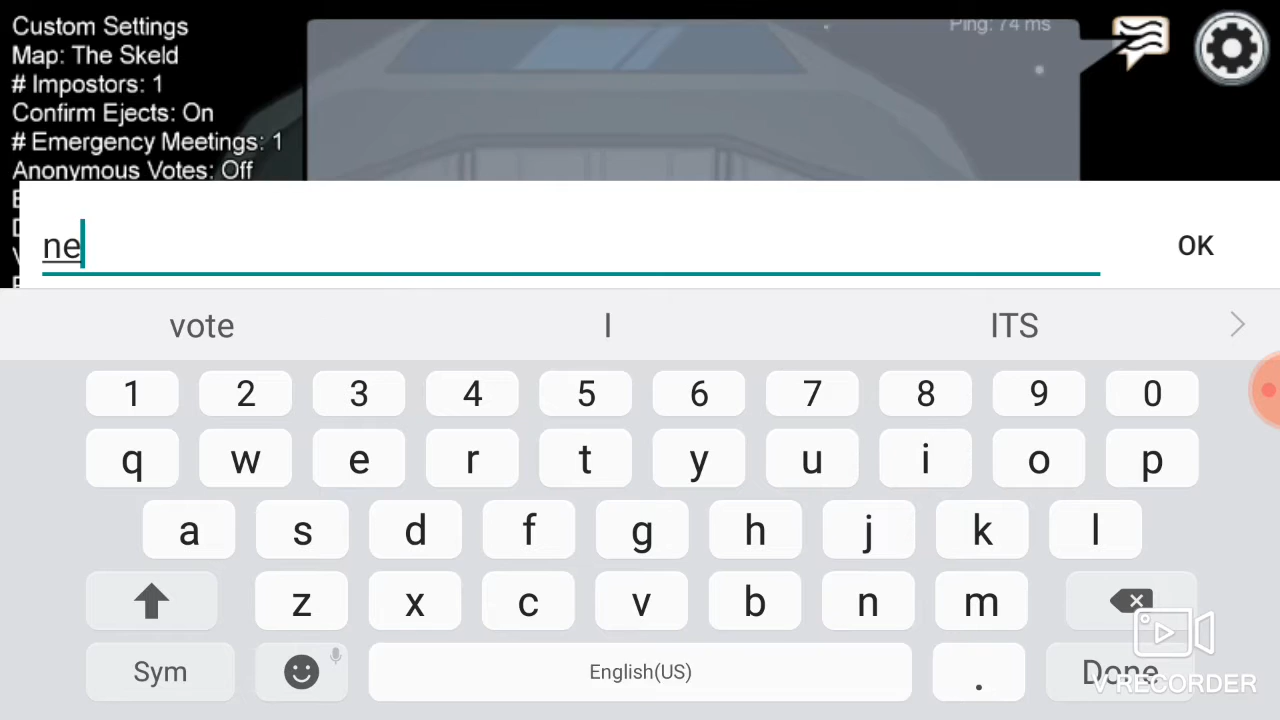 Custom Settings
Map: The Skeld
# Impostors: 1
Confirm Ejects: On
# Emergency Meetings: 1
Anonymous Votes: Off
Ping: 74 ms
ne
OK
vote I ITS
1 2 3 4 5 6 7 8 9 0
q w e r t y u i o p
a s d f g h j k l
z x c v b n m
Sym English(US) . Done
V RECORDER